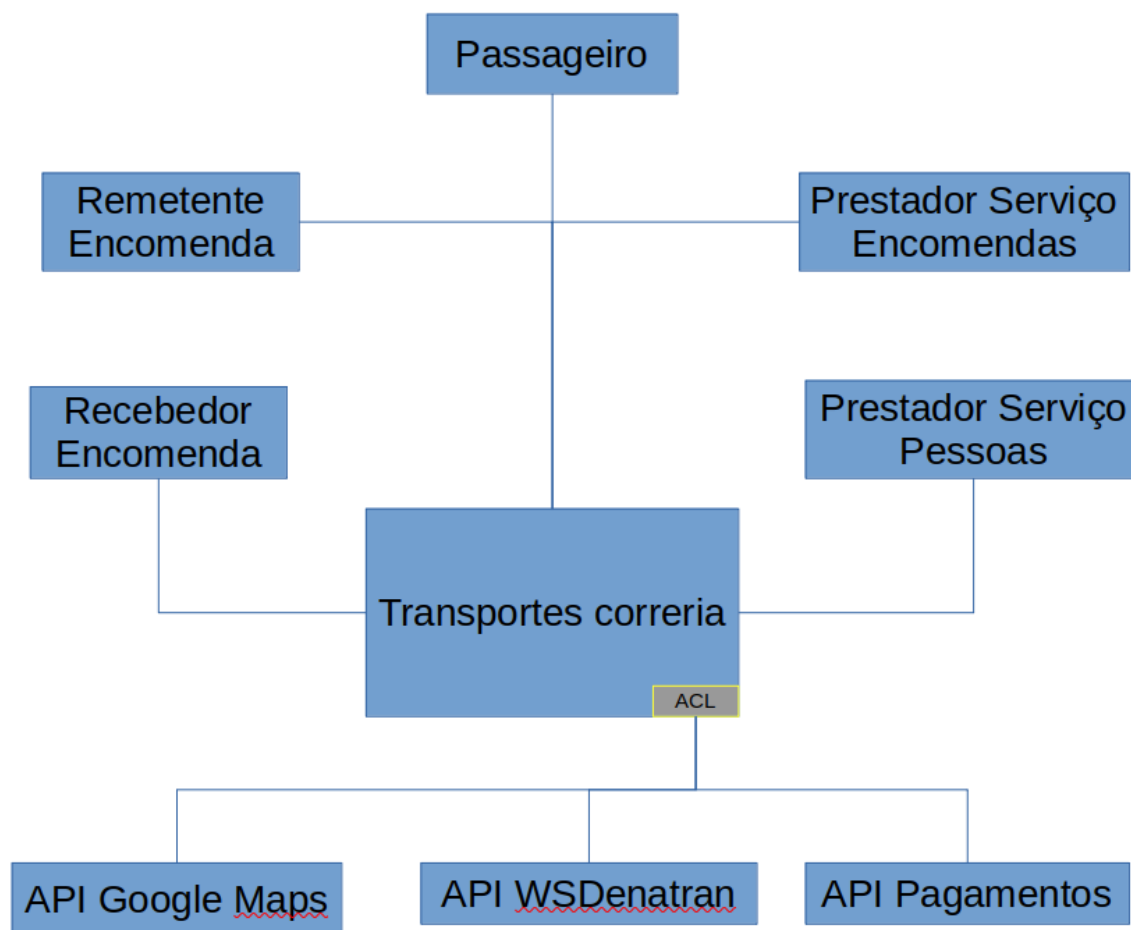 Passageiro
Remetente
Encomenda
Prestador Serviço
Encomendas
Recebedor
Encomenda
Prestador Serviço
Pessoas
Transportes correria
ACL
API Google Maps
API WSDenatran
API Pagamentos